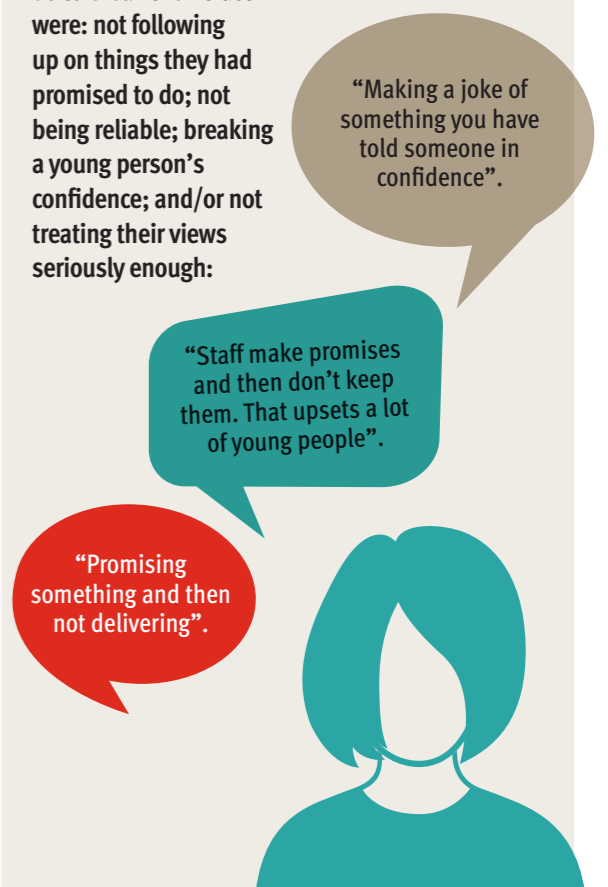 were: not following
up on things they had
promised to do; not
being reliable; breaking
a young person’s
confidence; and/or not
treating their views
seriously enough:
“Making a joke of
something you have
told someone in
confidence”.
“Staff make promises
and then don’t keep
them. That upsets a lot
of young people”.
“Promising
something and then
not delivering”.